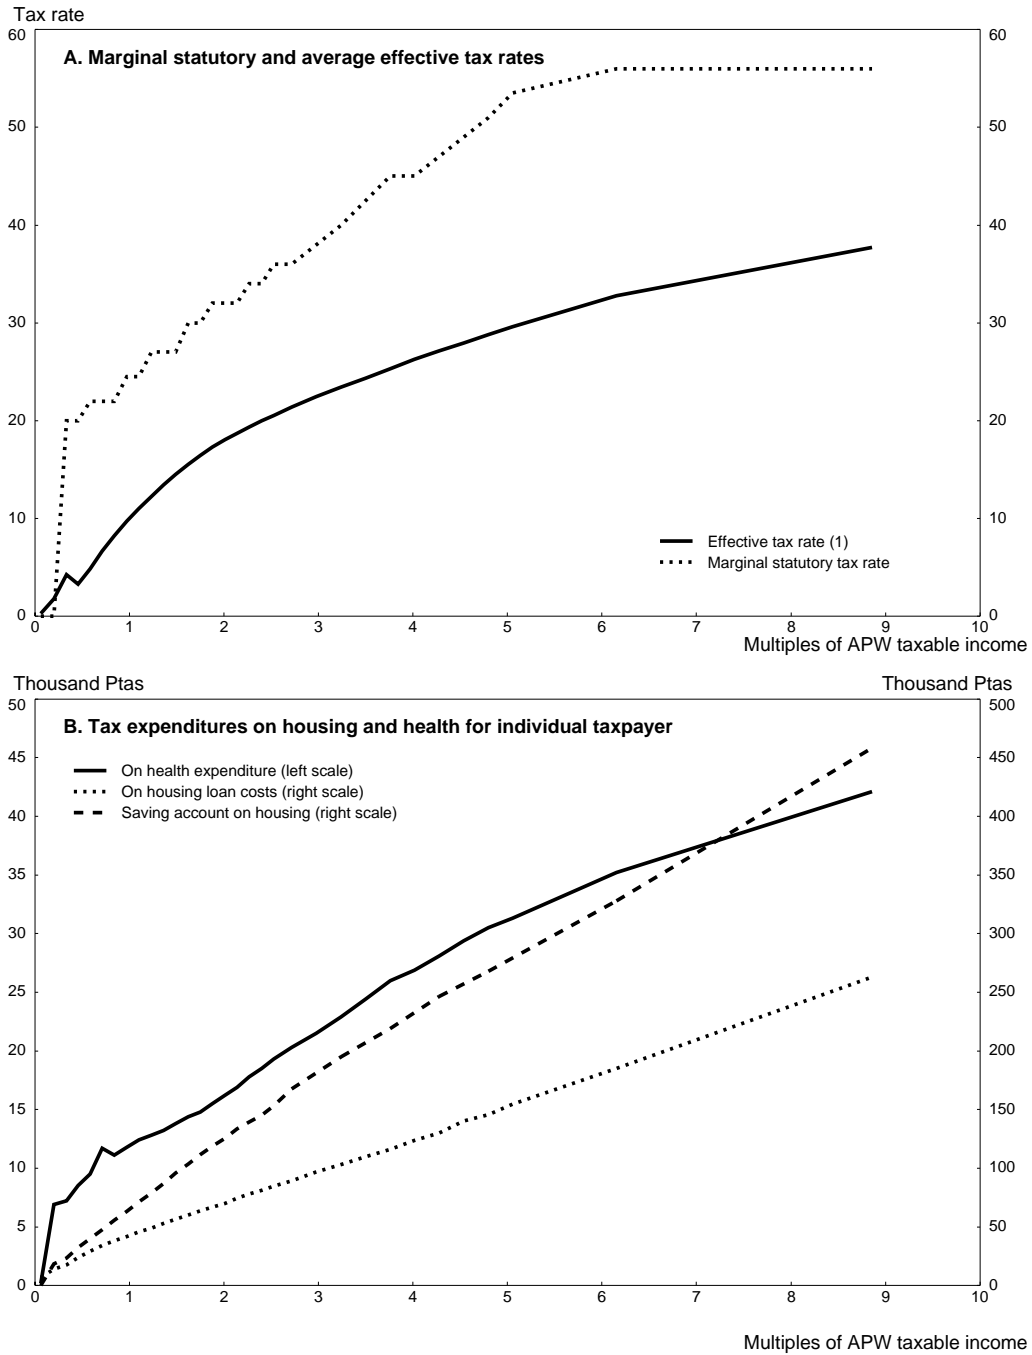 Tax rate
60 60
A. Marginal statutory and average effective tax rates
50 50
40 40
30 30
20 20
10 10
Effective tax rate (1)
Marginal statutory tax rate
0 0
0 1 2 3 4 5 6 7 8 9 10
Multiples of APW taxable income
Thousand Ptas Thousand Ptas
50 500
B. Tax expenditures on housing and health for individual taxpayer
45 450
On health expenditure (left scale)
On housing loan costs (right scale)
Saving account on housing (right scale)
40 400
35 350
30 300
25 250
20 200
15 150
10 100
5 50
0 0
0 1 2 3 4 5 6 7 8 9 10
Multiples of APW taxable income